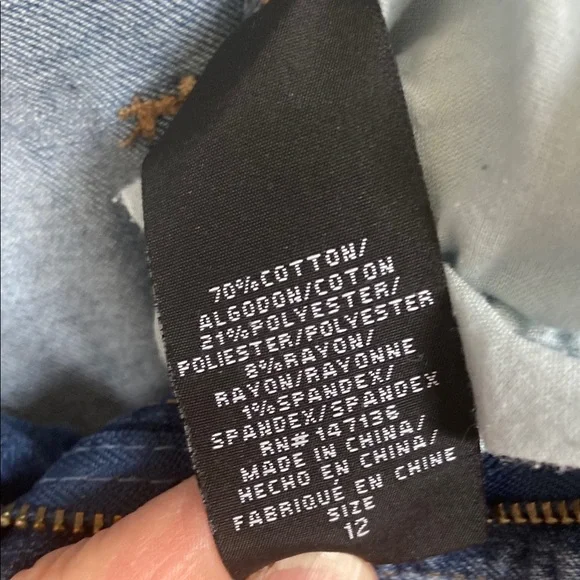 70%COTTON/
ALGODON/COTON
21%POLYESTER/
POLIESTER/POLYESTER
8%RAYON/
RAYON/RAYONNE
1%SPANDEX/
SPANDEX/SPANDEX
RN# 147136
MADE IN CHINA/
HECHO EN CHINA/
FABRIQUÉ EN CHINE
SIZE
12